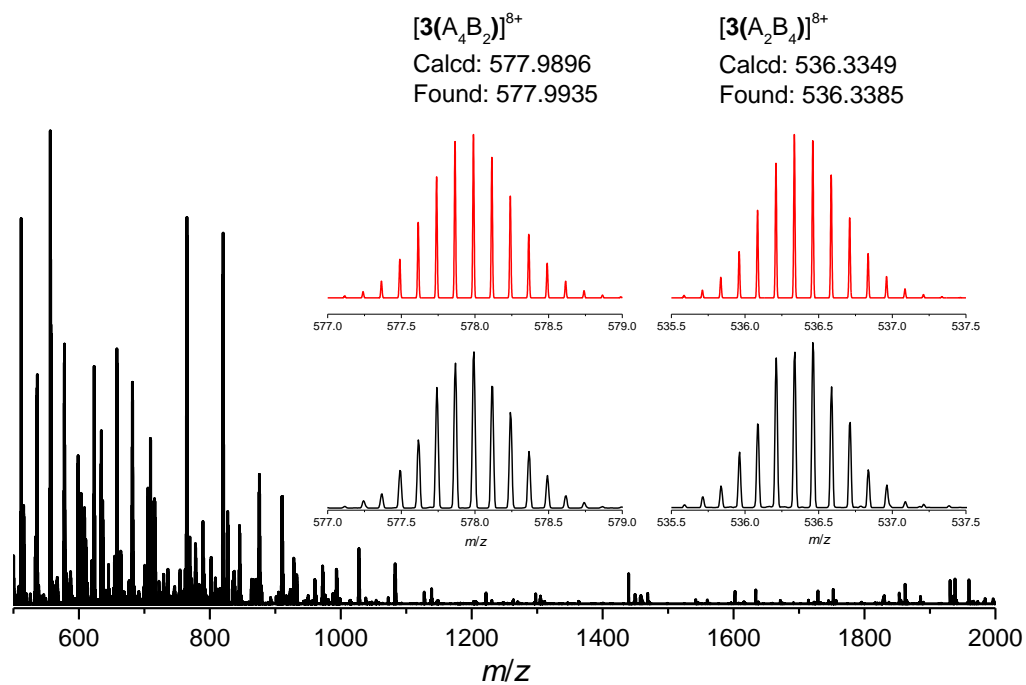 [3(A₄B₂)]⁸⁺
Calcd: 577.9896
Found: 577.9935
[3(A₂B₄)]⁸⁺
Calcd: 536.3349
Found: 536.3385
577.0 577.5 578.0 578.5 579.0
535.5 536.0 536.5 537.0 537.5
577.0 577.5 578.0 578.5 579.0
m/z
535.5 536.0 536.5 537.0 537.5
m/z
600 800 1000 1200 1400 1600 1800 2000
m/z